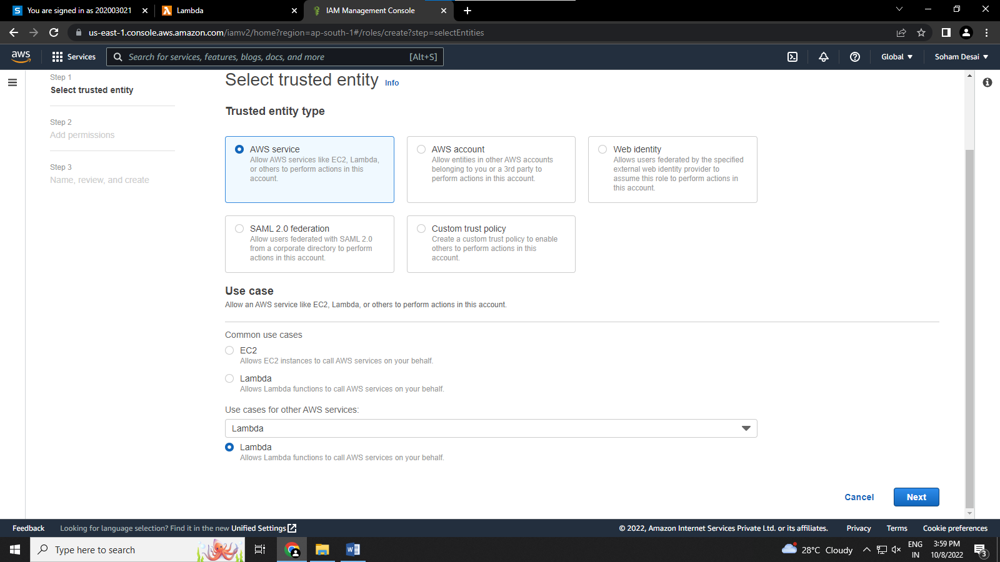 You are signed in as 202003021
Lambda
IAM Management Console
us-east-1.console.aws.amazon.com/iamv2/home?region=ap-south-1#/roles/create?step=selectEntities
aws
Services
Search for services, features, blogs, docs, and more
[Alt+S]
Global
Soham Desai
Step 1
Select trusted entity
Step 2
Add permissions
Step 3
Name, review, and create
Select trusted entity Info
Trusted entity type
AWS service
Allow AWS services like EC2, Lambda,
or others to perform actions in this
account.
AWS account
Allow entities in other AWS accounts
belonging to you or a 3rd party to
perform actions in this account.
Web identity
Allows users federated by the specified
external web identity provider to
assume this role to perform actions in
this account.
SAML 2.0 federation
Allow users federated with SAML 2.0
from a corporate directory to perform
actions in this account.
Custom trust policy
Create a custom trust policy to enable
others to perform actions in this
account.
Use case
Allow an AWS service like EC2, Lambda, or others to perform actions in this account.
Common use cases
EC2
Allows EC2 instances to call AWS services on your behalf.
Lambda
Allows Lambda functions to call AWS services on your behalf.
Use cases for other AWS services:
Lambda
Lambda
Allows Lambda functions to call AWS services on your behalf.
Cancel
Next
Feedback
Looking for language selection? Find it in the new Unified Settings
© 2022, Amazon Internet Services Private Ltd. or its affiliates.
Privacy
Terms
Cookie preferences
Type here to search
28°C Cloudy
ENG
IN
3:59 PM
10/8/2022
3